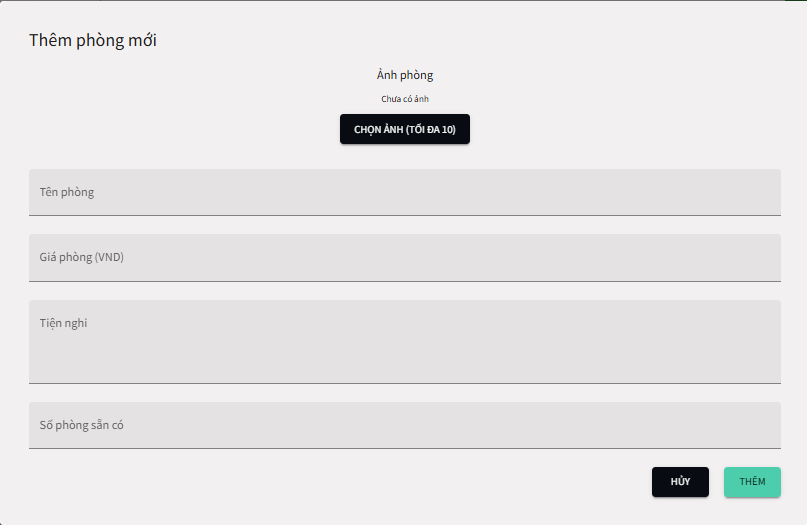 Thêm phòng mới
Ảnh phòng
Chưa có ảnh
CHỌN ẢNH (TỐI ĐA 10)
Tên phòng
Giá phòng (VND)
Tiện nghi
Số phòng sẵn có
HỦY
THÊM